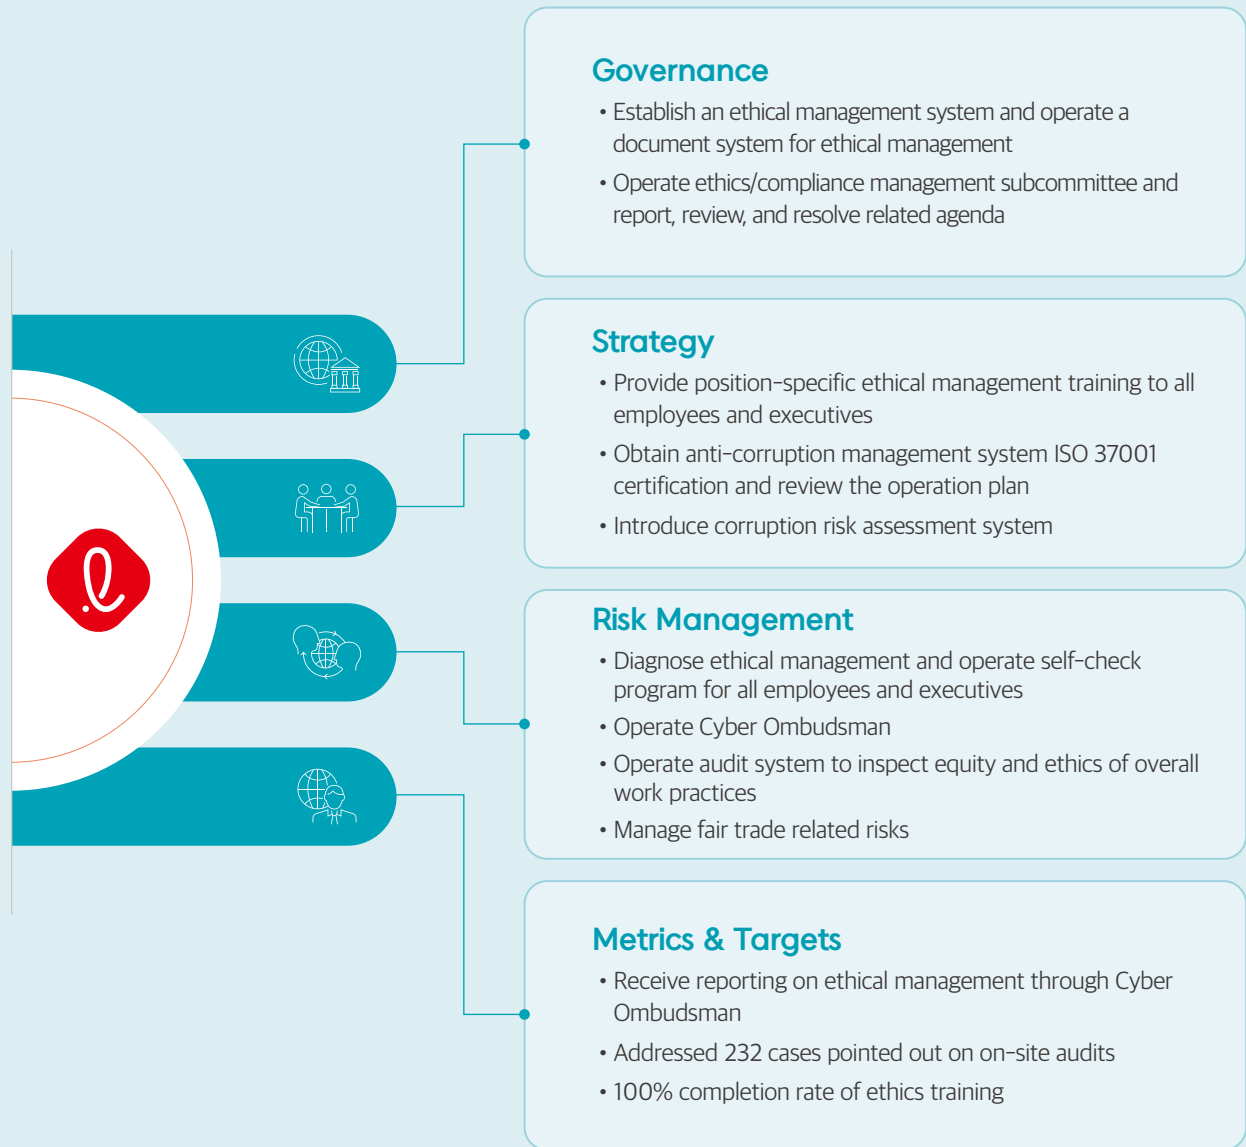 Governance
• Establish an ethical management system and operate a
document system for ethical management
• Operate ethics/compliance management subcommittee and
report, review, and resolve related agenda
Strategy
• Provide position-specific ethical management training to all
employees and executives
• Obtain anti-corruption management system ISO 37001
certification and review the operation plan
• Introduce corruption risk assessment system
Risk Management
• Diagnose ethical management and operate self-check
program for all employees and executives
• Operate Cyber Ombudsman
• Operate audit system to inspect equity and ethics of overall
work practices
• Manage fair trade related risks
Metrics & Targets
• Receive reporting on ethical management through Cyber
Ombudsman
• Addressed 232 cases pointed out on on-site audits
• 100% completion rate of ethics training